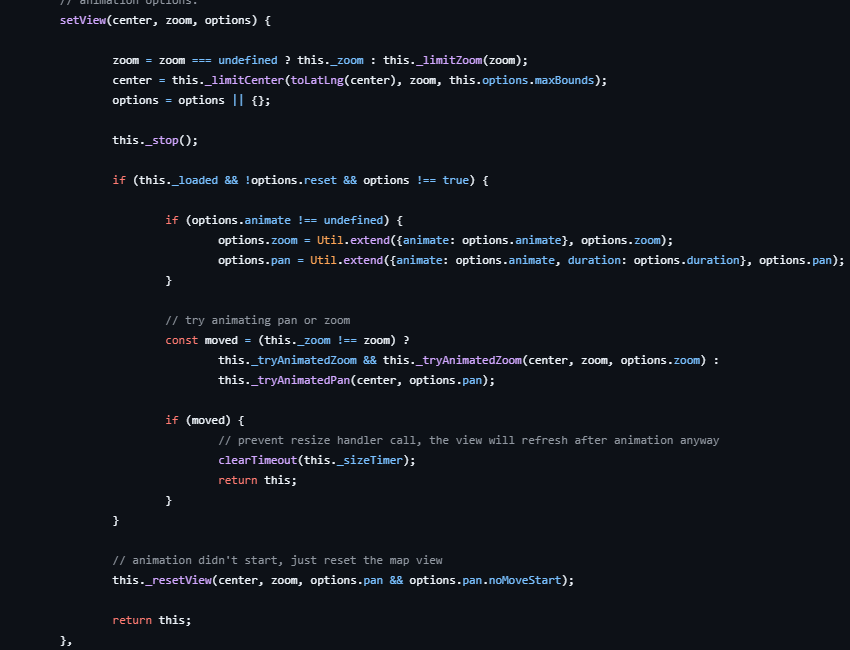 // animation options.
setView(center, zoom, options) {
zoom = zoom === undefined ? this._zoom : this._limitZoom(zoom);
center = this._limitCenter(toLatLng(center), zoom, this.options.maxBounds);
options = options || {};
this._stop();
if (this._loaded && !options.reset && options !== true) {
if (options.animate !== undefined) {
options.zoom = Util.extend({animate: options.animate}, options.zoom);
options.pan = Util.extend({animate: options.animate, duration: options.duration}, options.pan);
}
// try animating pan or zoom
const moved = (this._zoom !== zoom) ?
this._tryAnimatedZoom && this._tryAnimatedZoom(center, zoom, options.zoom) :
this._tryAnimatedPan(center, options.pan);
if (moved) {
// prevent resize handler call, the view will refresh after animation anyway
clearTimeout(this._sizeTimer);
return this;
}
}
// animation didn't start, just reset the map view
this._resetView(center, zoom, options.pan && options.pan.noMoveStart);
return this;
},